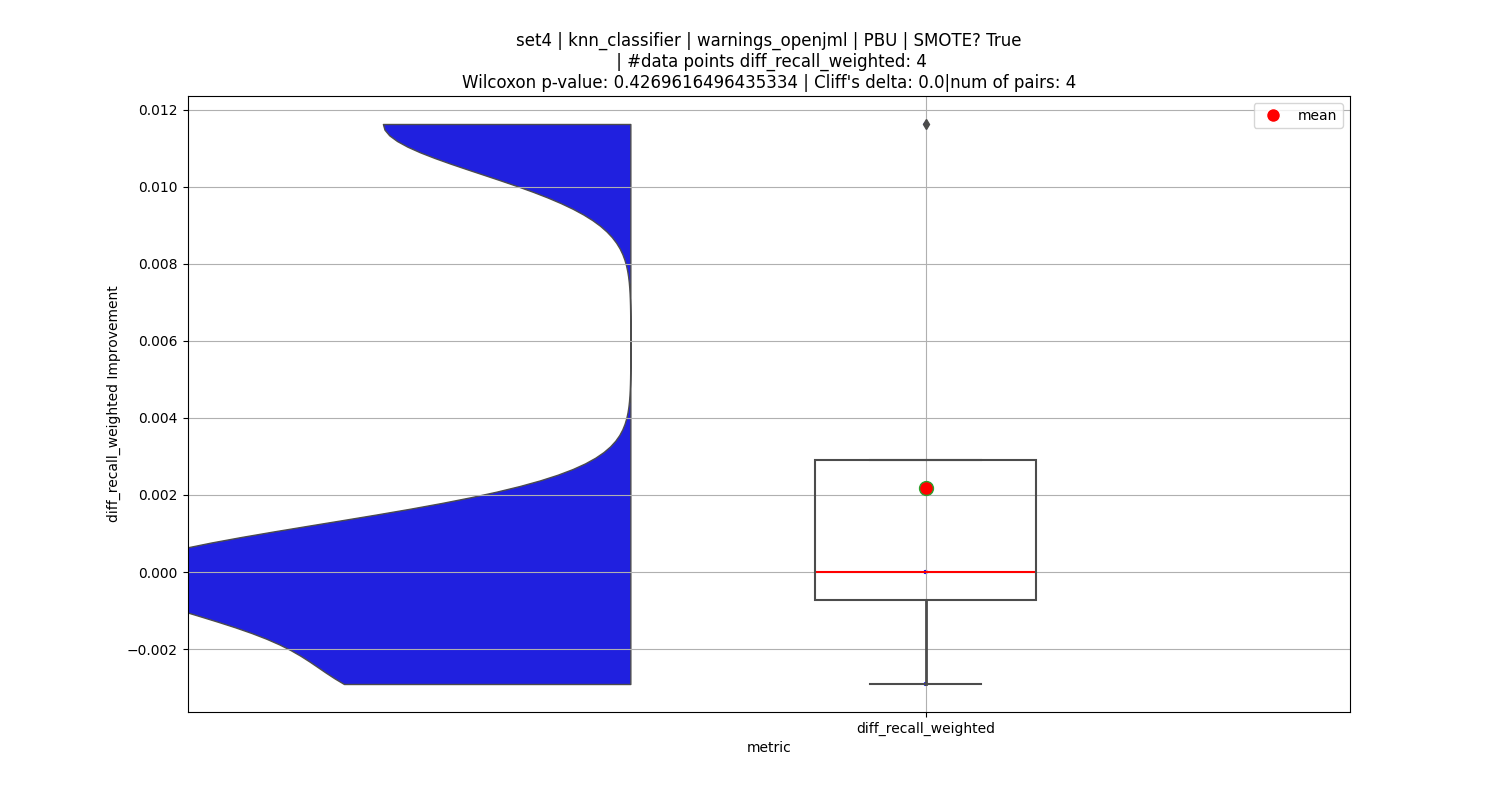 set4 | knn_classifier | warnings_openjml | PBU | SMOTE? True
| #data points diff_recall_weighted: 4
Wilcoxon p-value: 0.4269616496435334 | Cliff's delta: 0.0|num of pairs: 4
mean
0.012
0.010
0.008
0.006
0.004
0.002
0.000
−0.002
diff_recall_weighted Improvement
diff_recall_weighted
metric